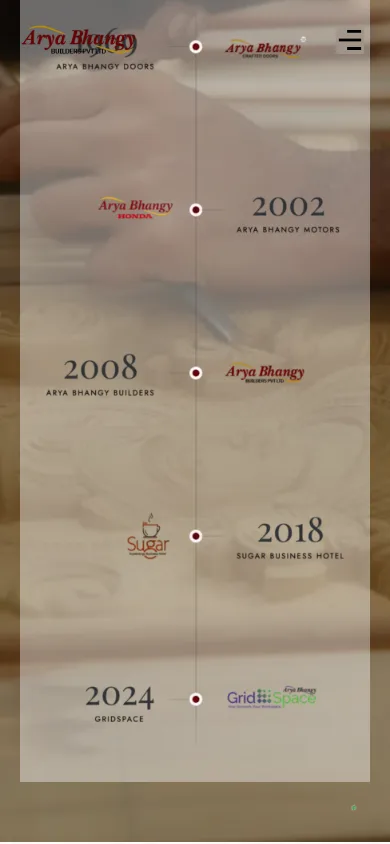 Arya Bhangy
BUILDERS PVT LTD
ARYA BHANGY DOORS
Arya Bhangy
Arya Bhangy
HONDA
2002
ARYA BHANGY MOTORS
2008
ARYA BHANGY BUILDERS
Arya Bhangy
BUILDERS PVT LTD
Sugar
2018
SUGAR BUSINESS HOTEL
2024
GRIDSPACE
Arya Bhangy
GridSpace